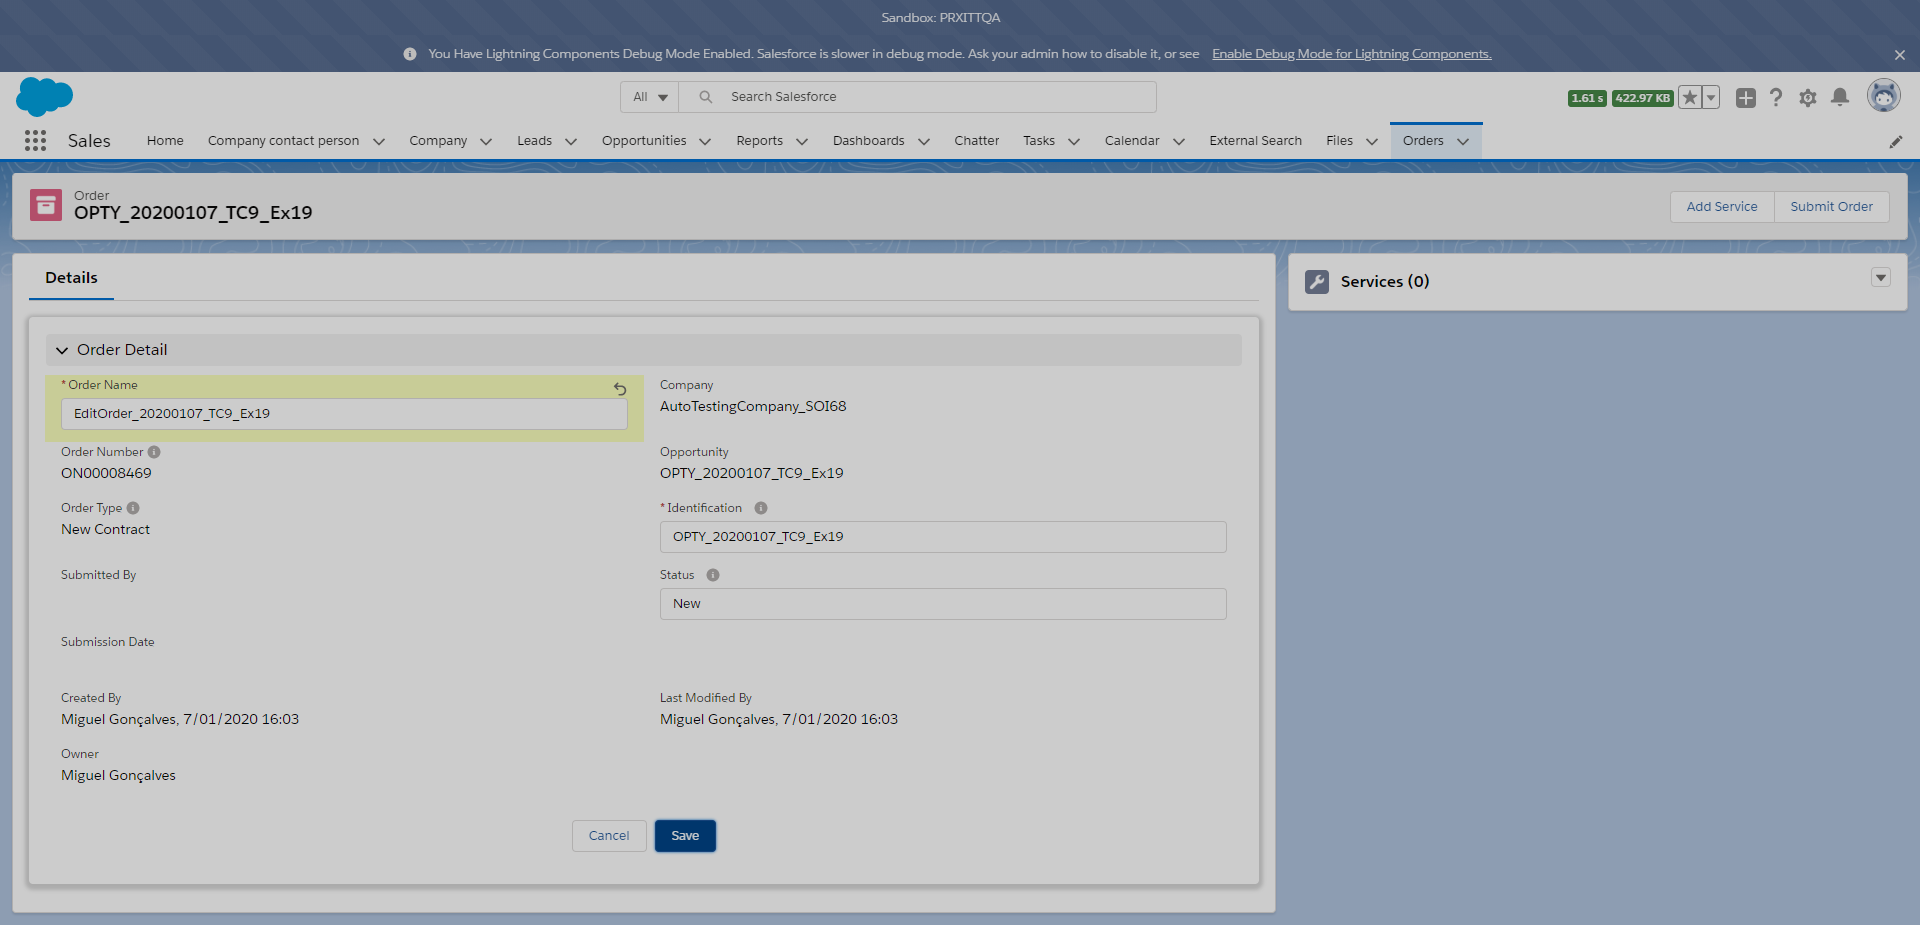 Sandbox: PRXITTQA
You Have Lightning Components Debug Mode Enabled. Salesforce is slower in debug mode. Ask your admin how to disable it, or see Enable Debug Mode for Lightning Components.
All Search Salesforce 1.61 s 422.97 KB
Sales Home Company contact person Company Leads Opportunities Reports Dashboards Chatter Tasks Calendar External Search Files Orders
Order
OPTY_20200107_TC9_Ex19
Add Service Submit Order
Details
Services (0)
Order Detail
* Order Name
EditOrder_20200107_TC9_Ex19
Company
AutoTestingCompany_SOI68
Order Number
ON00008469
Opportunity
OPTY_20200107_TC9_Ex19
Order Type
New Contract
* Identification
OPTY_20200107_TC9_Ex19
Submitted By
Status
New
Submission Date
Created By
Miguel Gonçalves, 7/01/2020 16:03
Last Modified By
Miguel Gonçalves, 7/01/2020 16:03
Owner
Miguel Gonçalves
Cancel Save